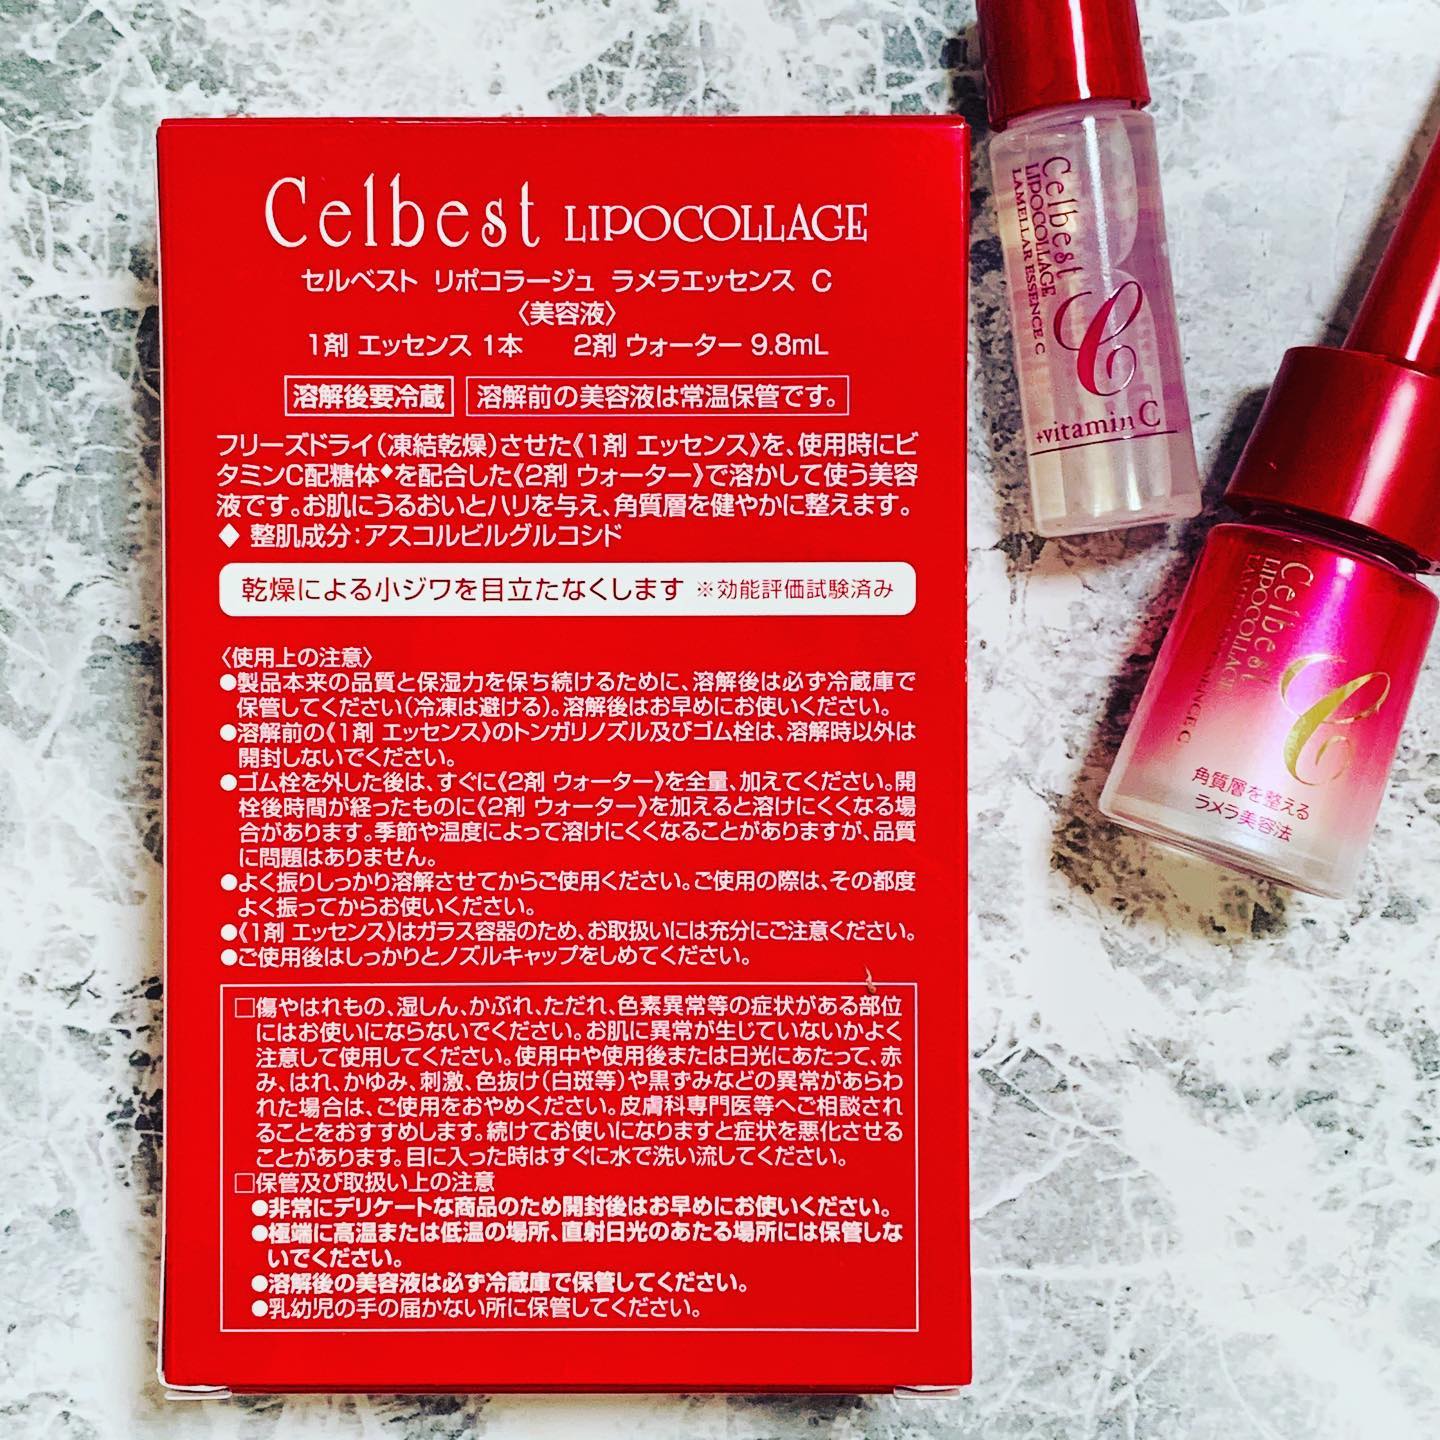 Celbest LIPOCOLLAGE
セルベスト リポコラージュ ラメラエッセンス C
〈美容液〉
1剤 エッセンス 1本 2剤 ウォーター 9.8mL
溶解後要冷蔵 溶解前の美容液は常温保管です。
フリーズドライ(凍結乾燥)させた《1剤 エッセンス》を、使用時にビ
タミンC配糖体◆を配合した《2剤 ウォーター》で溶かして使う美容
液です。お肌にうるおいとハリを与え、角質層を健やかに整えます。
◆ 整肌成分:アスコルビルグルコシド
乾燥による小ジワを目立たなくします ※効能評価試験済み
〈使用上の注意〉
●製品本来の品質と保湿力を保ち続けるために、溶解後は必ず冷蔵庫で
保管してください(冷凍は避ける)。溶解後はお早めにお使いください。
●溶解前の《1剤 エッセンス》のトンガリノズル及びゴム栓は、溶解時以外は
開封しないでください。
●ゴム栓を外した後は、すぐに《2剤 ウォーター》を全量、加えてください。開
栓後時間が経ったものに《2剤 ウォーター》を加えると溶けにくくなる場
合があります。季節や温度によって溶けにくくなることがありますが、品質
に問題はありません。
●よく振りしっかり溶解させてからご使用ください。ご使用の際は、その都度
よく振ってからお使いください。
●《1剤 エッセンス》はガラス容器のため、お取扱いには充分にご注意ください。
●ご使用後はしっかりとノズルキャップをしめてください。
□傷やはれもの、湿しん、かぶれ、ただれ、色素異常等の症状がある部位
にはお使いにならないでください。お肌に異常が生じていないかよく
注意して使用してください。使用中や使用後または日光にあたって、赤
み、はれ、かゆみ、刺激、色抜け(白斑等)や黒ずみなどの異常があらわ
れた場合は、ご使用をおやめください。皮膚科専門医等へご相談され
ることをおすすめします。続けてお使いになりますと症状を悪化させる
ことがあります。目に入った時はすぐに水で洗い流してください。
□保管及び取扱い上の注意
●非常にデリケートな商品のため開封後はお早めにお使いください。
●極端に高温または低温の場所、直射日光のあたる場所には保管しな
いでください。
●溶解後の美容液は必ず冷蔵庫で保管してください。
●乳幼児の手の届かない所に保管してください。
Celbest
LIPOCOLLAGE
LAMELLAR ESSENCE C
C
+vitamin C
Celbest
LIPOCOLLAGE
C
角質層を整える
ラメラ美容法